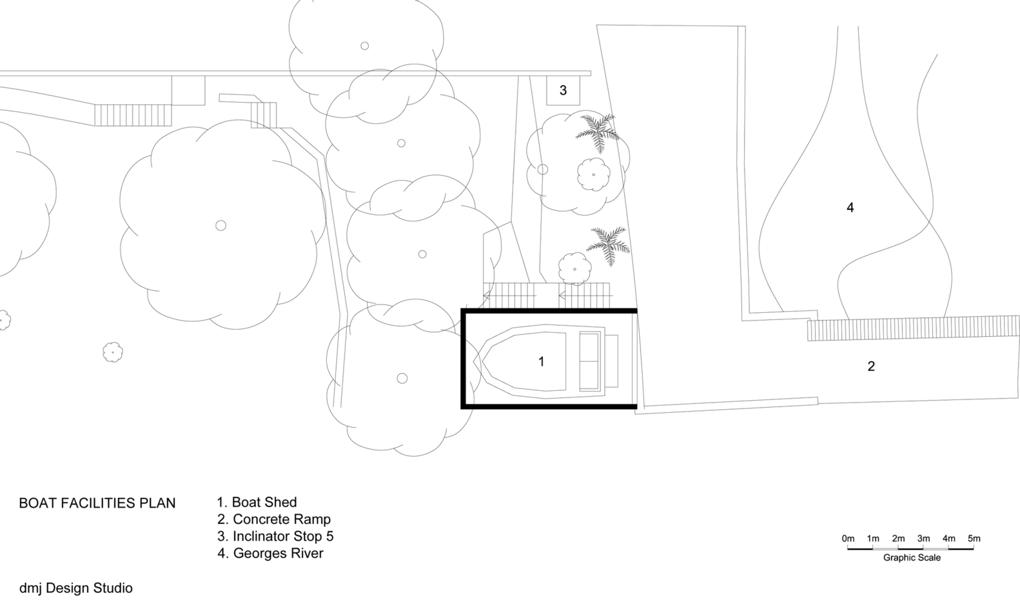 3
4
1
2
BOAT FACILITIES PLAN
1. Boat Shed
2. Concrete Ramp
3. Inclinator Stop 5
4. Georges River
0m 1m 2m 3m 4m 5m
Graphic Scale
dmj Design Studio